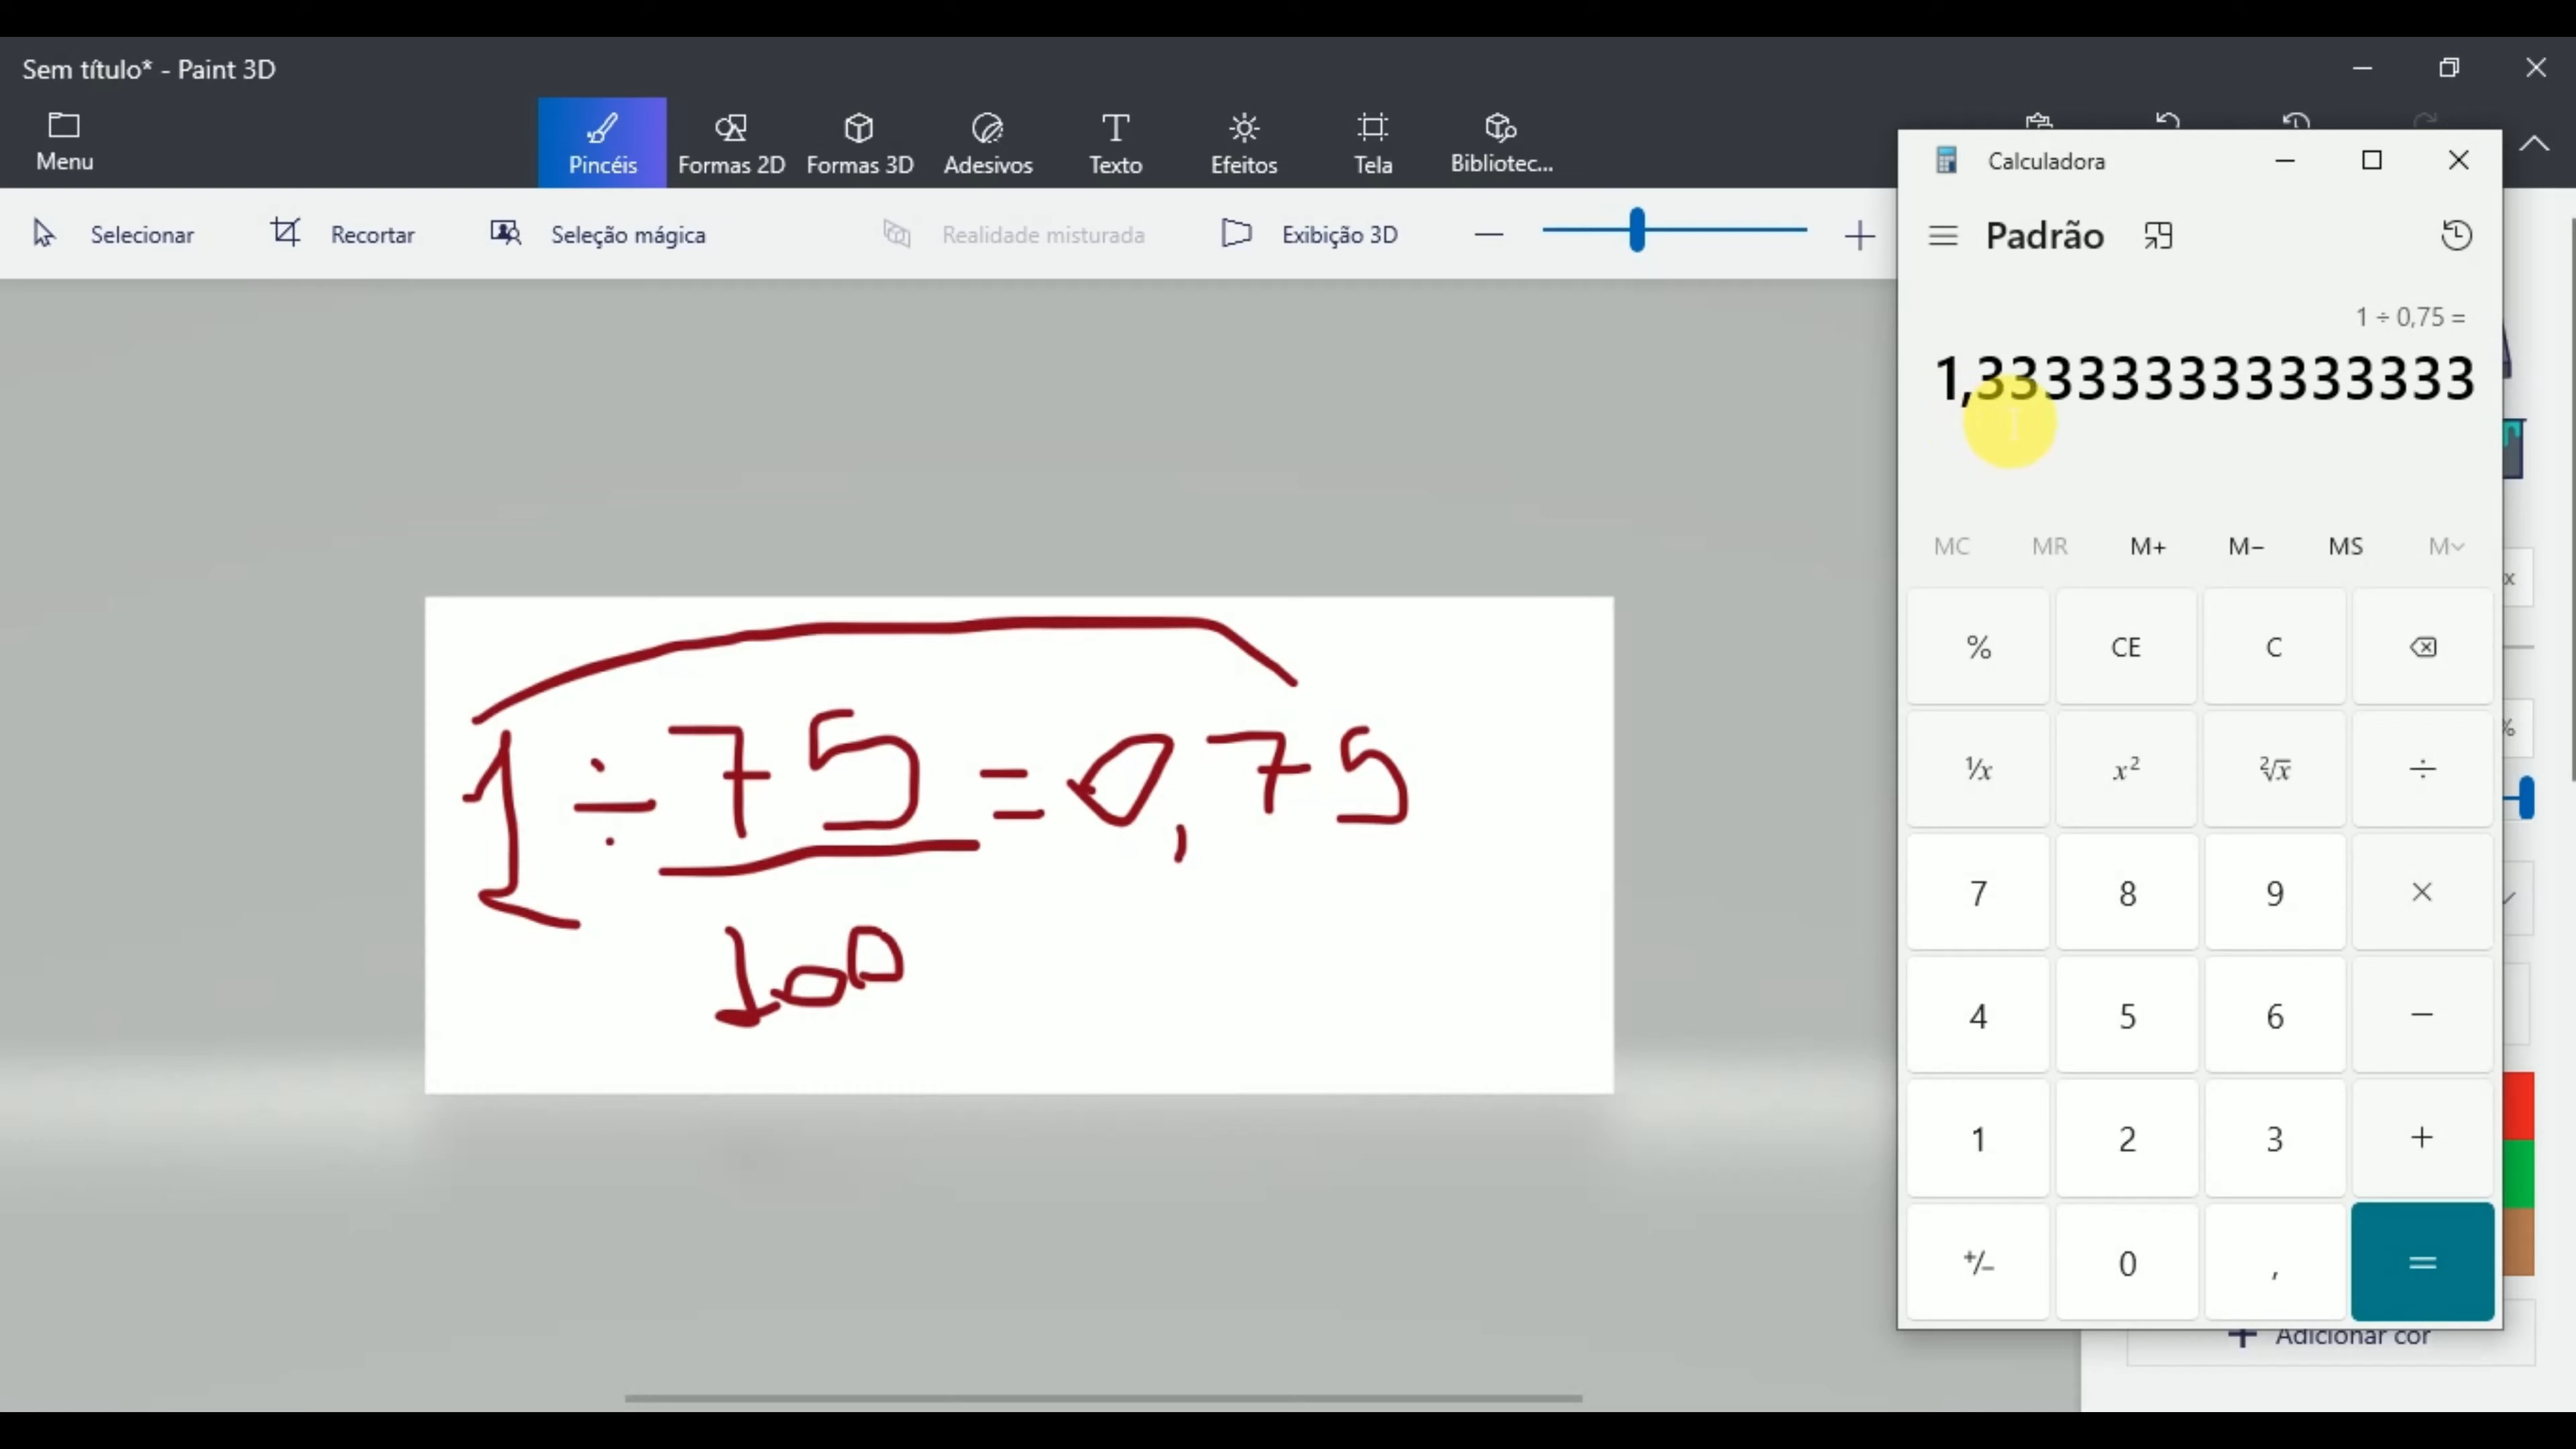 Sem título* - Paint 3D
Menu
Pincéis
Formas 2D
Formas 3D
Adesivos
Texto
Efeitos
Tela
Bibliotec...
Selecionar
Recortar
Seleção mágica
Realidade misturada
Exibição 3D
Calculadora
Padrão
1 ÷ 0,75 =
1,3333333333333333
MC MR M+ M− MS M
% CE C
¹/x x² ²√x ÷
7 8 9 ×
4 5 6 −
1 2 3 +
+/− 0 , =
x
%
Adicionar cor
1 ÷ 75 = 0,75
100